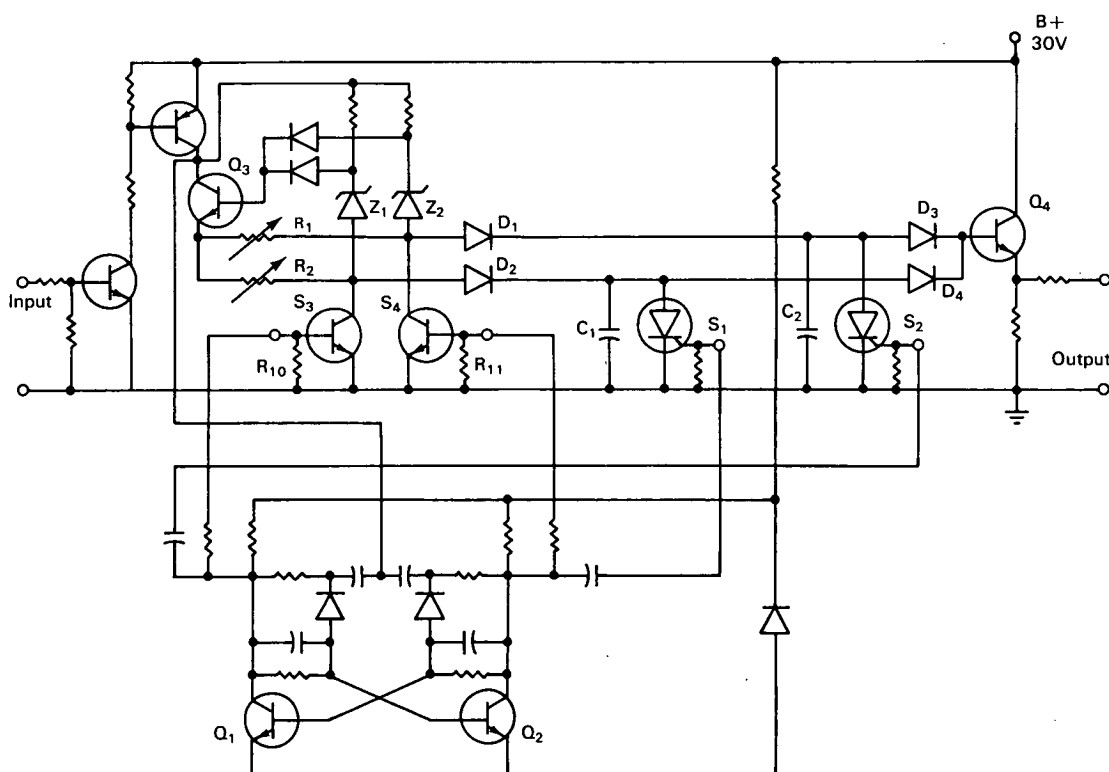 B+
30V
Q3
Q4
Z1
Z2
R1
D1
D3
R2
D2
D4
Input
S3
S4
C1
S1
C2
S2
R10
R11
Output
Q1
Q2